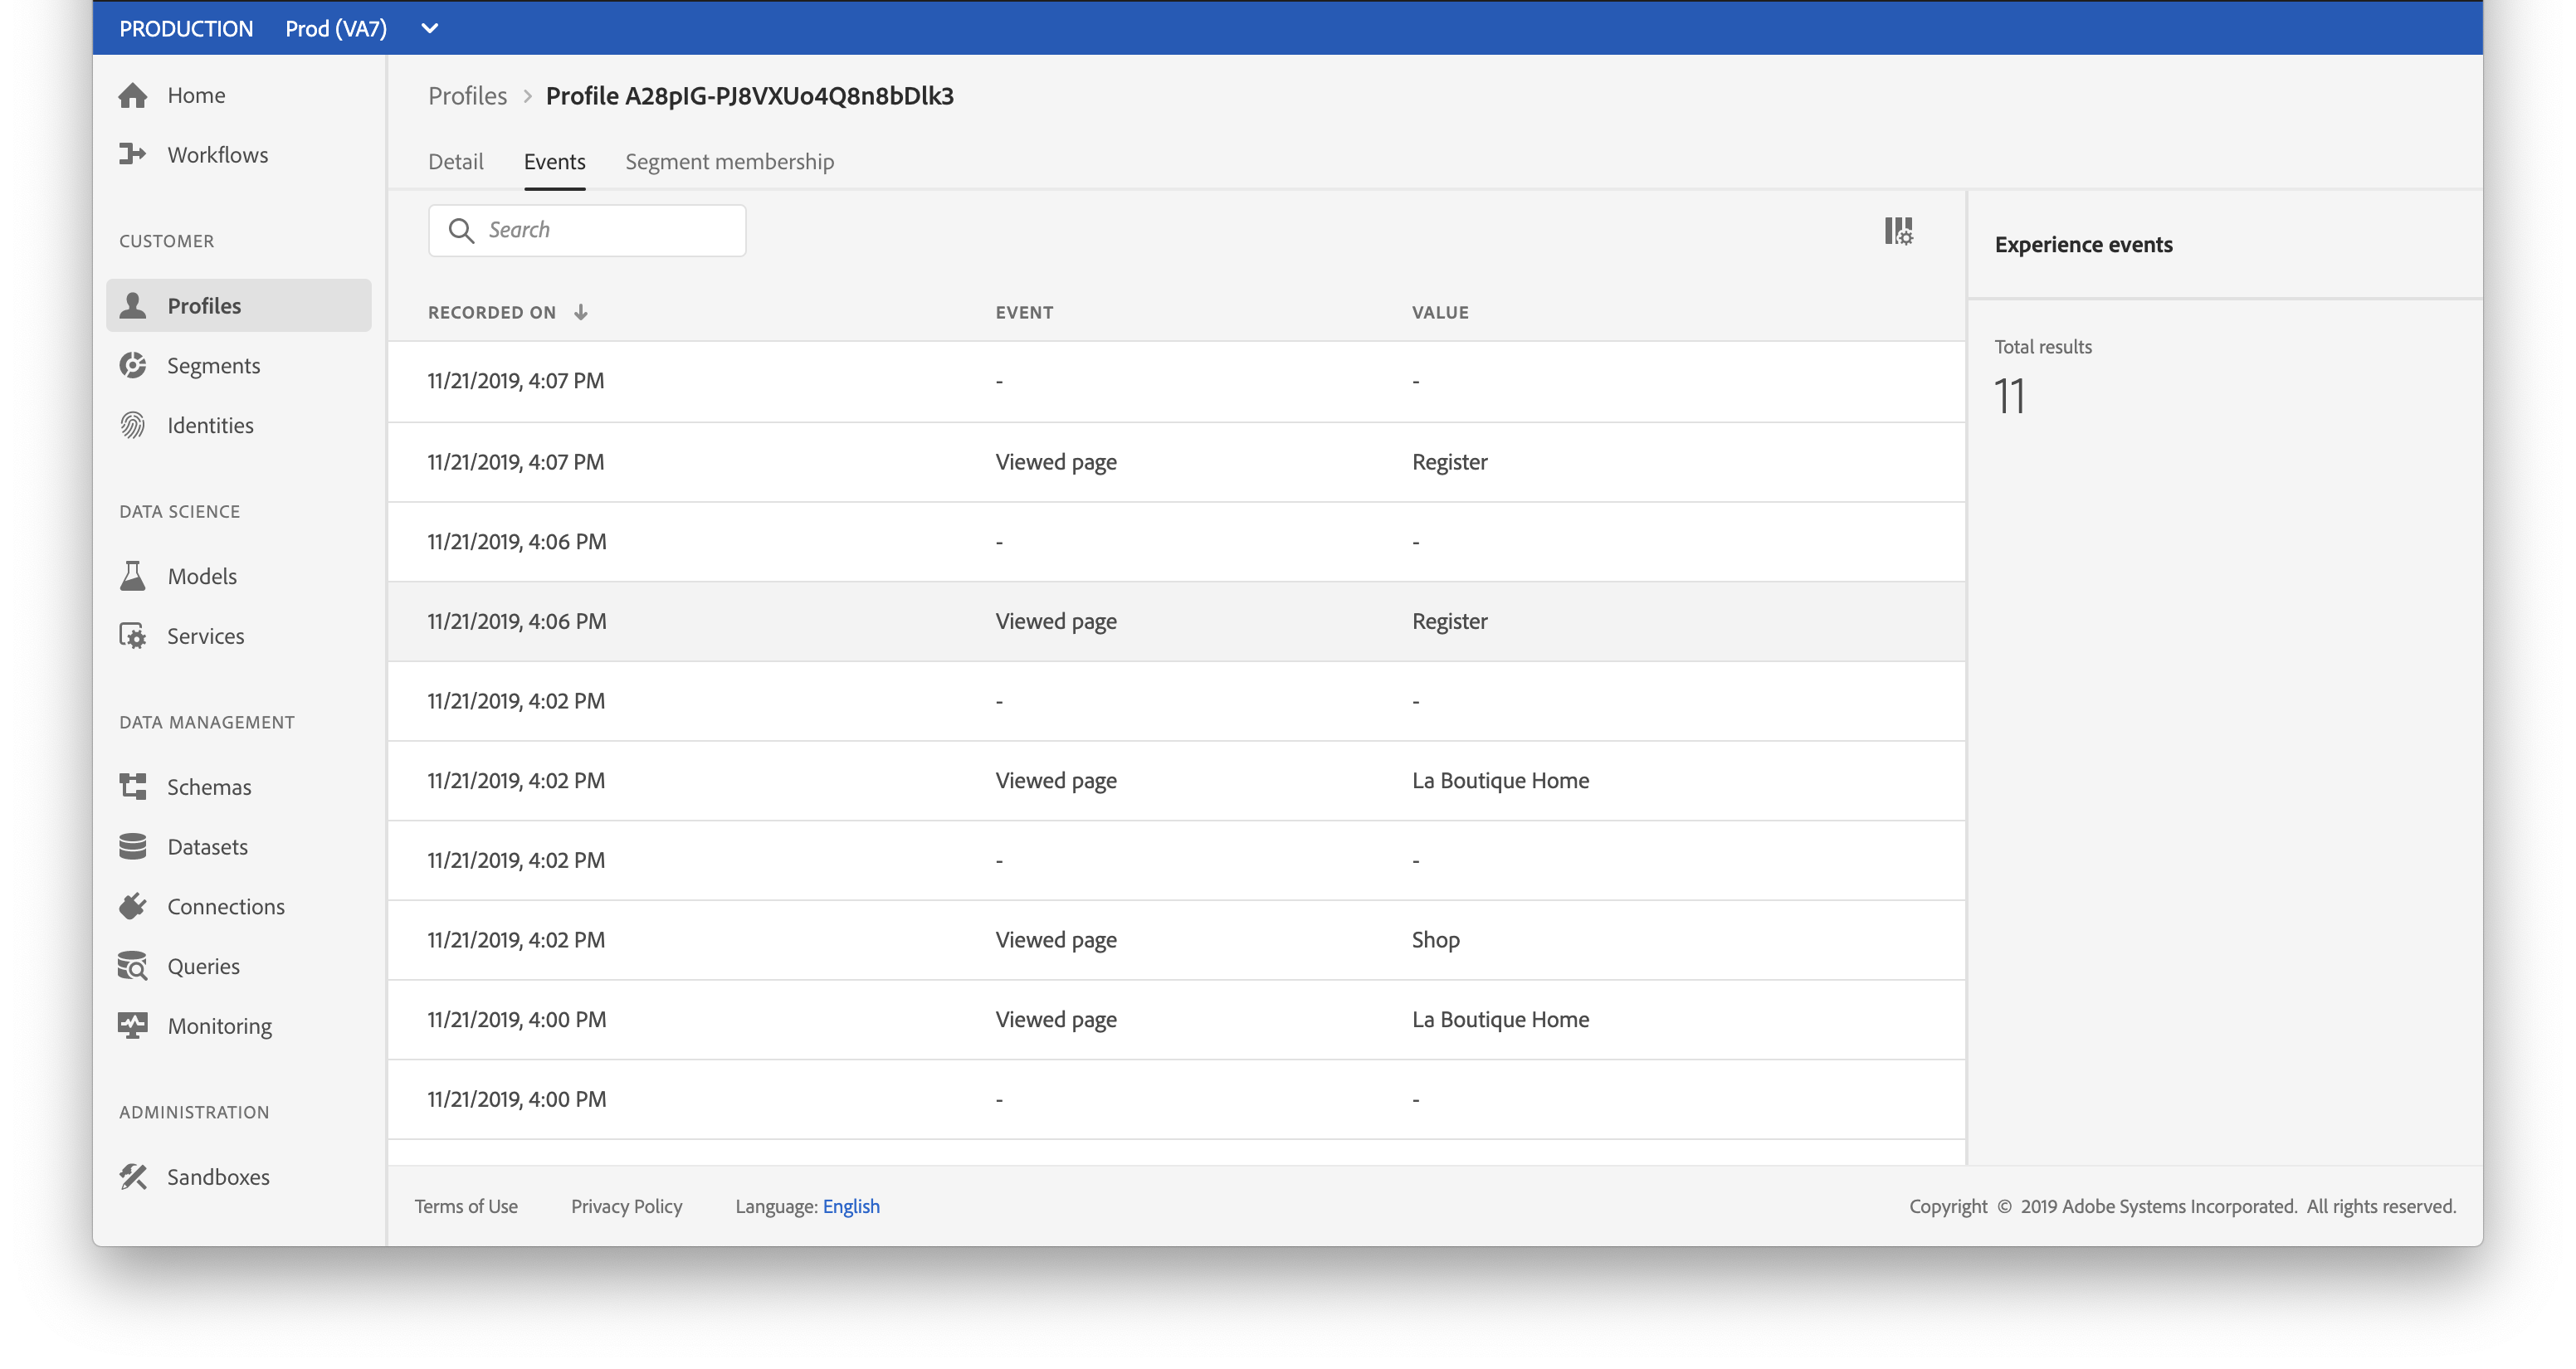 PRODUCTION Prod (VA7)
Home
Workflows
CUSTOMER
Profiles
Segments
Identities
DATA SCIENCE
Models
Services
DATA MANAGEMENT
Schemas
Datasets
Connections
Queries
Monitoring
ADMINISTRATION
Sandboxes
Profiles > Profile A28pIG-PJ8VXUo4Q8n8bDlk3
Detail Events Segment membership
Search
RECORDED ON EVENT VALUE
11/21/2019, 4:07 PM - -
11/21/2019, 4:07 PM Viewed page Register
11/21/2019, 4:06 PM - -
11/21/2019, 4:06 PM Viewed page Register
11/21/2019, 4:02 PM - -
11/21/2019, 4:02 PM Viewed page La Boutique Home
11/21/2019, 4:02 PM - -
11/21/2019, 4:02 PM Viewed page Shop
11/21/2019, 4:00 PM Viewed page La Boutique Home
11/21/2019, 4:00 PM - -
Experience events
Total results
11
Terms of Use Privacy Policy Language: English Copyright © 2019 Adobe Systems Incorporated. All rights reserved.